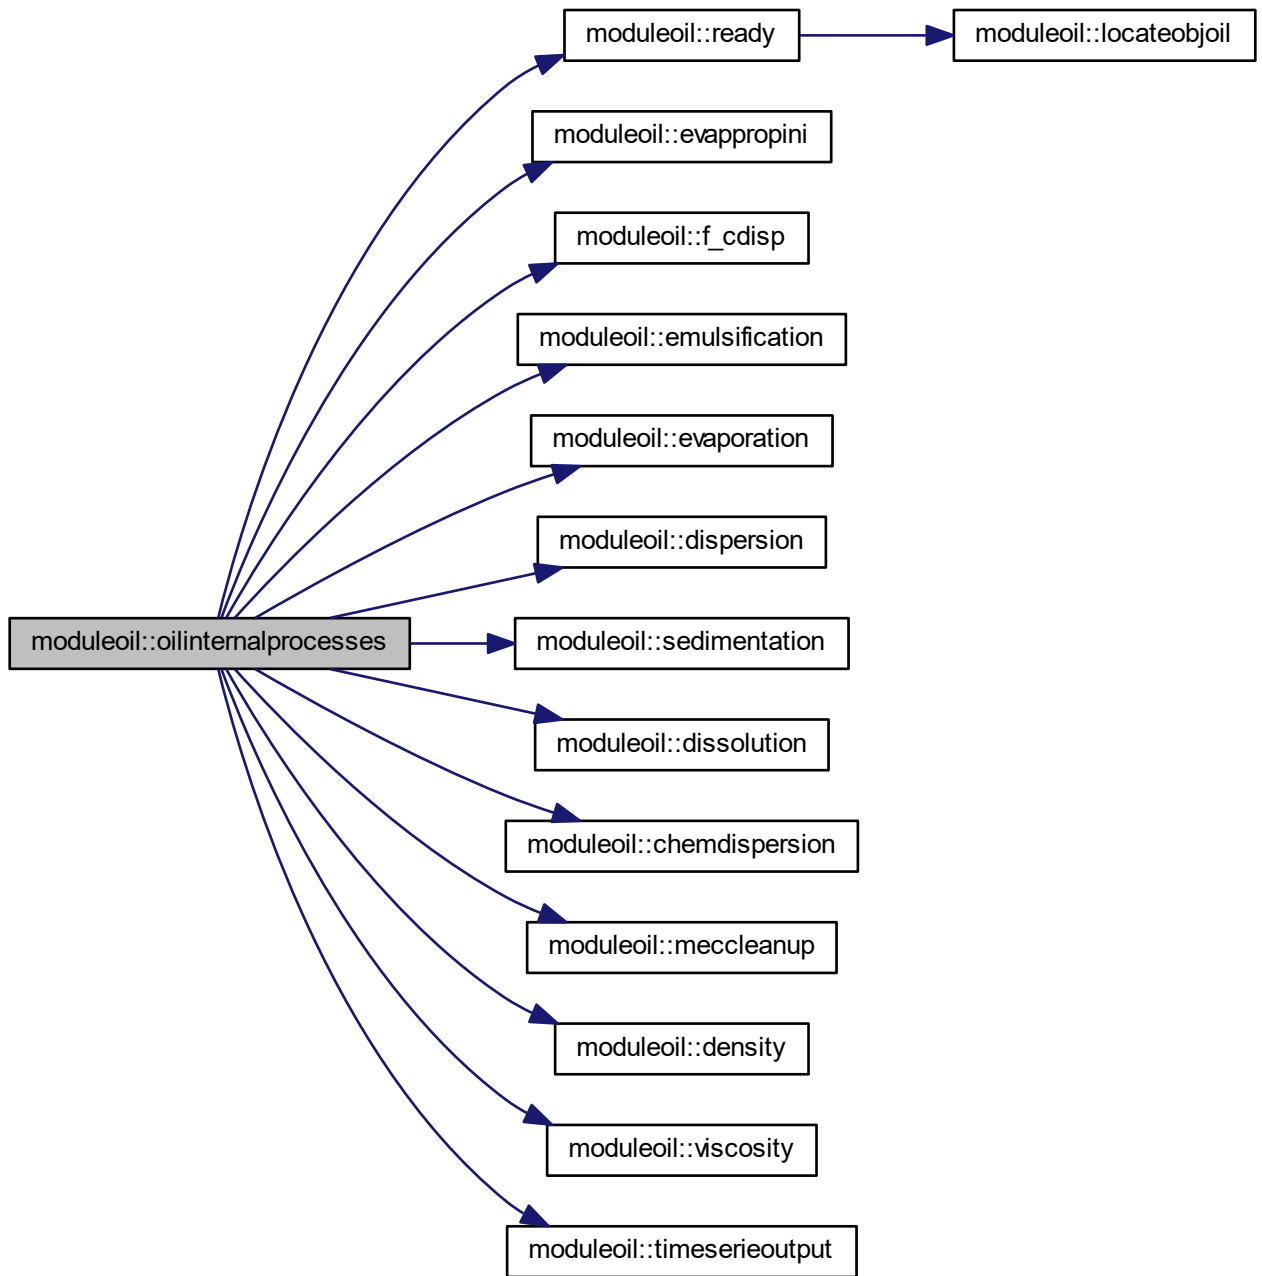 moduleoil::ready
moduleoil::locateobjoil
moduleoil::evappropini
moduleoil::f_cdisp
moduleoil::emulsification
moduleoil::evaporation
moduleoil::dispersion
moduleoil::oilinternalprocesses
moduleoil::sedimentation
moduleoil::dissolution
moduleoil::chemdispersion
moduleoil::meccleanup
moduleoil::density
moduleoil::viscosity
moduleoil::timeserieoutput